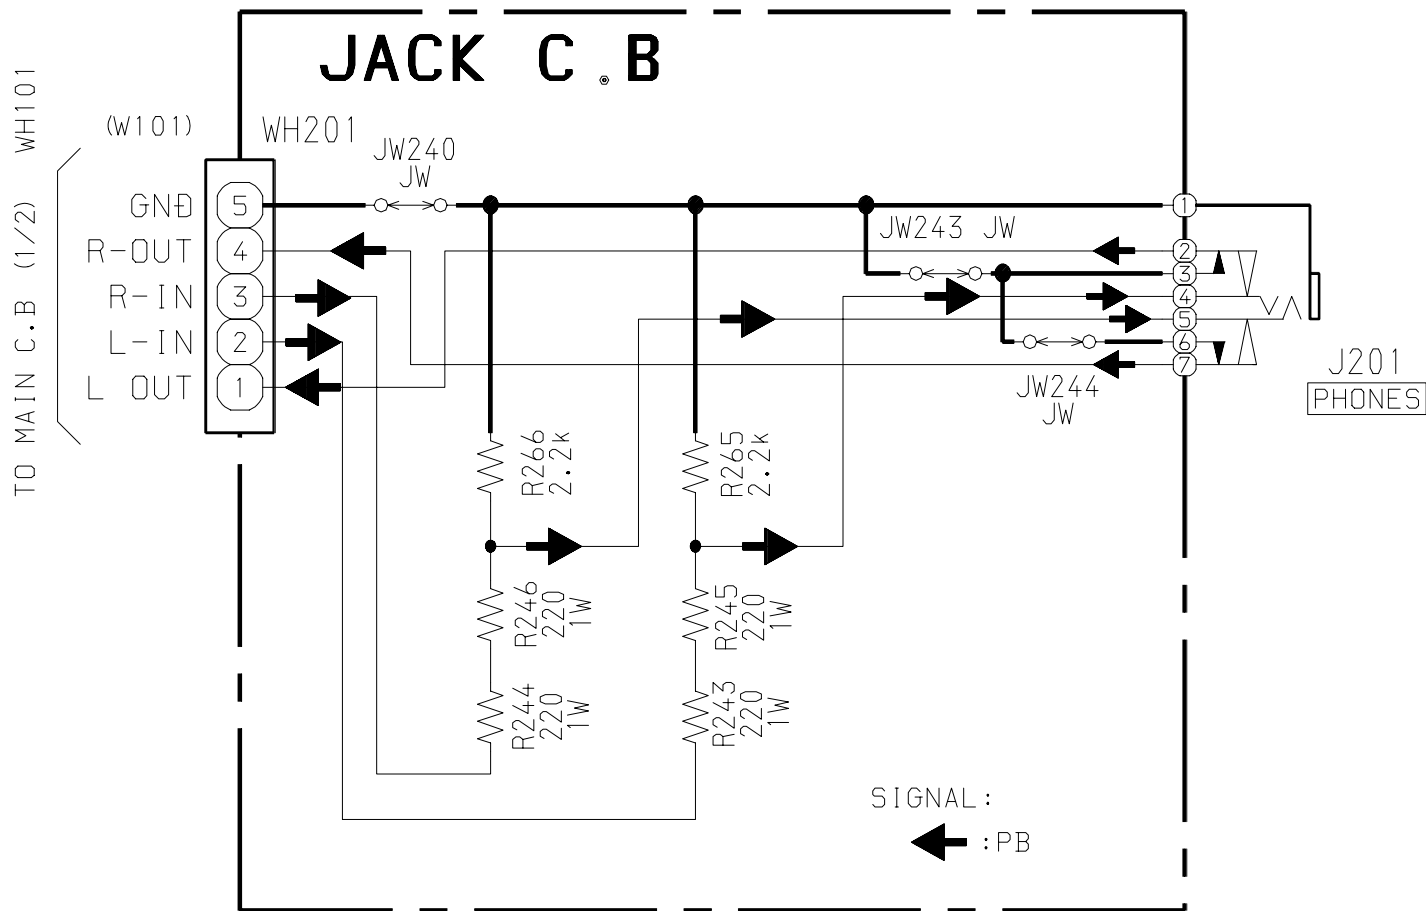 JACK C.B
TO MAIN C.B (1/2) WH101
(W101)
WH201
JW240
JW
GND 5
R-OUT 4
R-IN 3
L-IN 2
L OUT 1
JW243 JW
1
2
3
4
5
6
7
JW244
JW
J201
PHONES
R266
2.2k
R265
2.2k
R246
220
1W
R245
220
1W
R244
220
1W
R243
220
1W
SIGNAL:
:PB